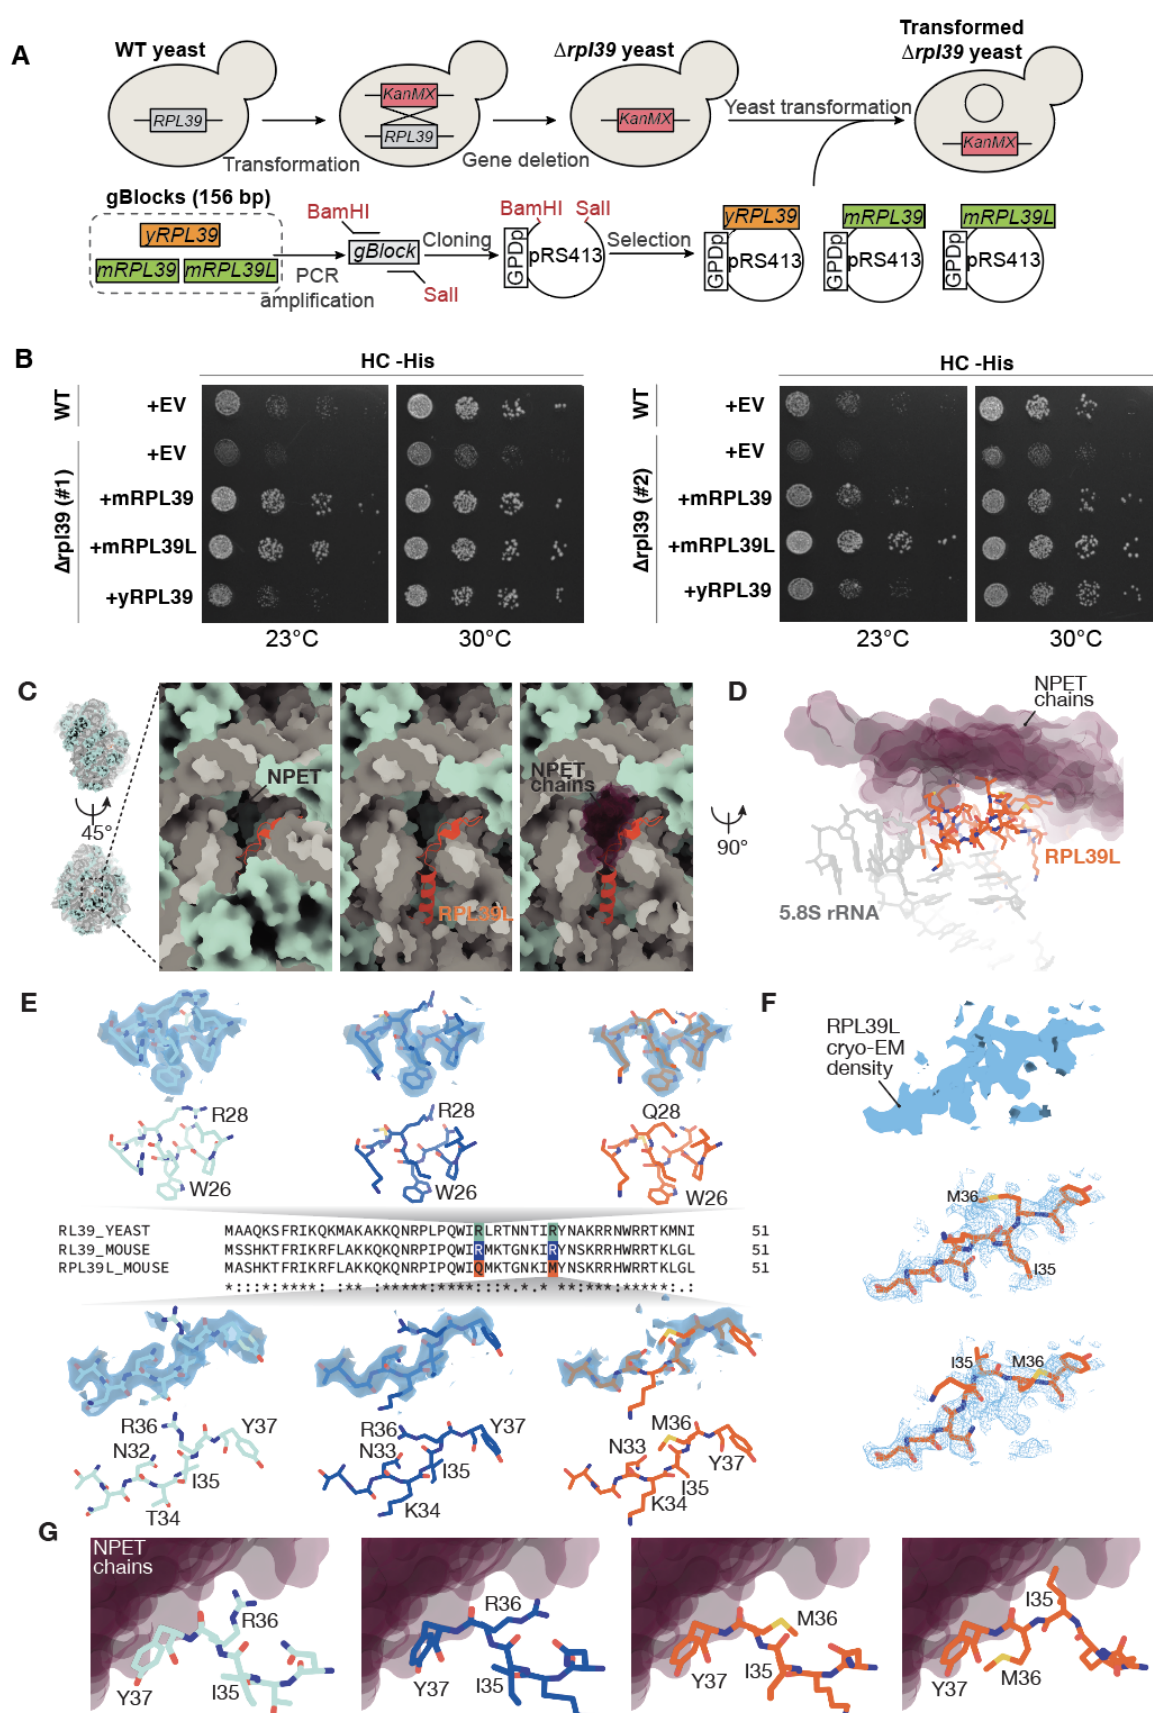 A
WT yeast
Δrpl39 yeast
Transformed
Δrpl39 yeast
RPL39
KanMX
RPL39
KanMX
KanMX
Transformation
Gene deletion
Yeast transformation
gBlocks (156 bp)
yRPL39
mRPL39
mRPL39L
PCR
amplification
BamHI
gBlock
SalI
Cloning
BamHI
SalI
GPDp
pRS413
Selection
yRPL39
GPDp
pRS413
mRPL39
GPDp
pRS413
mRPL39L
GPDp
pRS413
B
HC -His
WT
+EV
Δrpl39 (#1)
+EV
+mRPL39
+mRPL39L
+yRPL39
23°C
30°C
HC -His
WT
+EV
Δrpl39 (#2)
+EV
+mRPL39
+mRPL39L
+yRPL39
23°C
30°C
C
45°
NPET
RPL39L
NPET
chains
90°
D
NPET
chains
RPL39L
5.8S rRNA
E
R28
W26
R28
W26
Q28
W26
RL39_YEAST MAAQKSFRIKQKMAKAKKQNRPLPQWIRLRTNNTIRYNAKRRNWRRTKMNI 51
RL39_MOUSE MSSHKTFRIKRFLAKKQKQNRPIPQWIRMKTGNKIRYNSKRRHWRRTKLGL 51
RPL39L_MOUSE MASHKTFRIKRFLAKKQKQNRPIPQWIQMKTGNKIMYNSKRRHWRRTKLGL 51
R36
Y37
N32
I35
T34
R36
Y37
N33
I35
K34
M36
N33
Y37
I35
K34
F
RPL39L
cryo-EM
density
M36
I35
I35
M36
G
NPET
chains
R36
Y37
I35
R36
Y37
I35
M36
Y37
I35
I35
M36
Y37